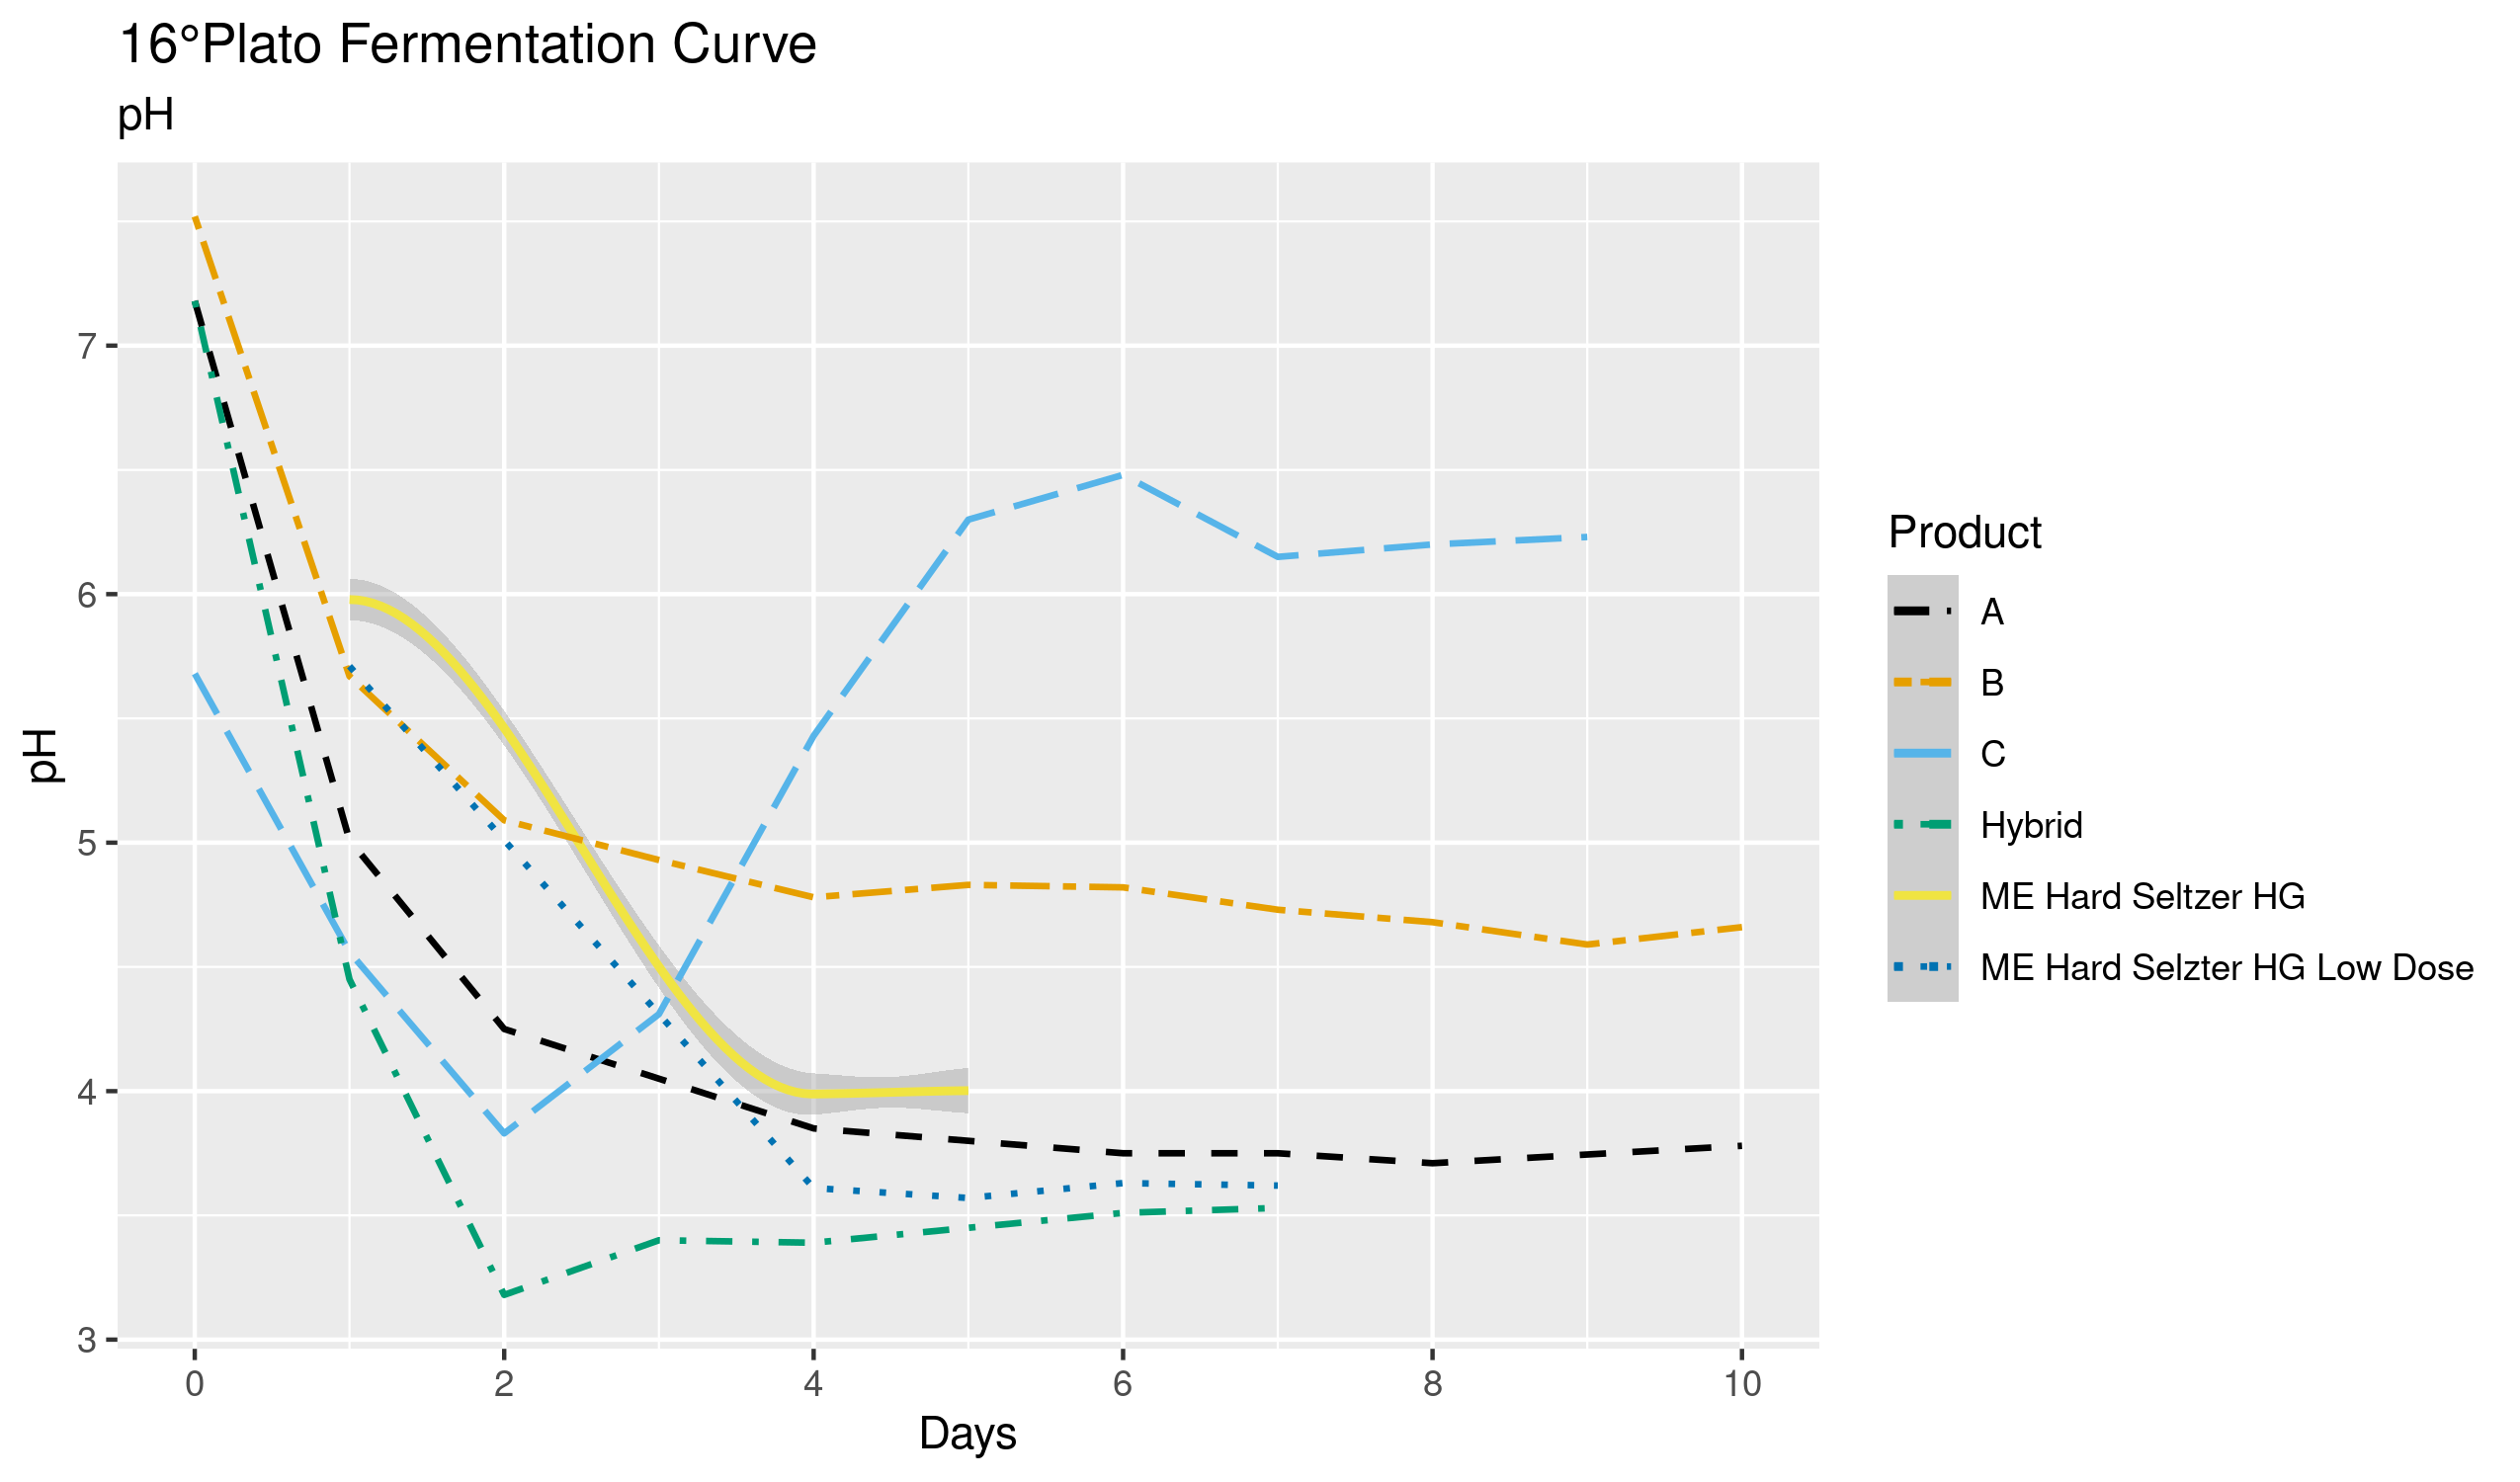 16°Plato Fermentation Curve
pH
pH
7
6
5
4
3
0 2 4 6 8 10
Days
Product
A
B
C
Hybrid
ME Hard Seltzer HG
ME Hard Selzter HG Low Dose